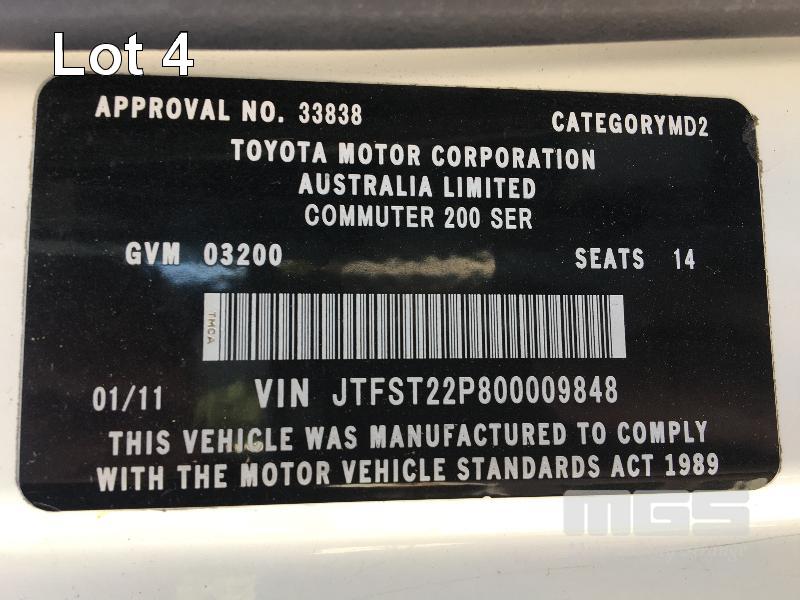 Lot 4
APPROVAL NO. 33838 CATEGORYMD2
TOYOTA MOTOR CORPORATION
AUSTRALIA LIMITED
COMMUTER 200 SER
GVM 03200 SEATS 14
TMCA
01/11 VIN JTFST22P800009848
THIS VEHICLE WAS MANUFACTURED TO COMPLY
WITH THE MOTOR VEHICLE STANDARDS ACT 1989
MGS